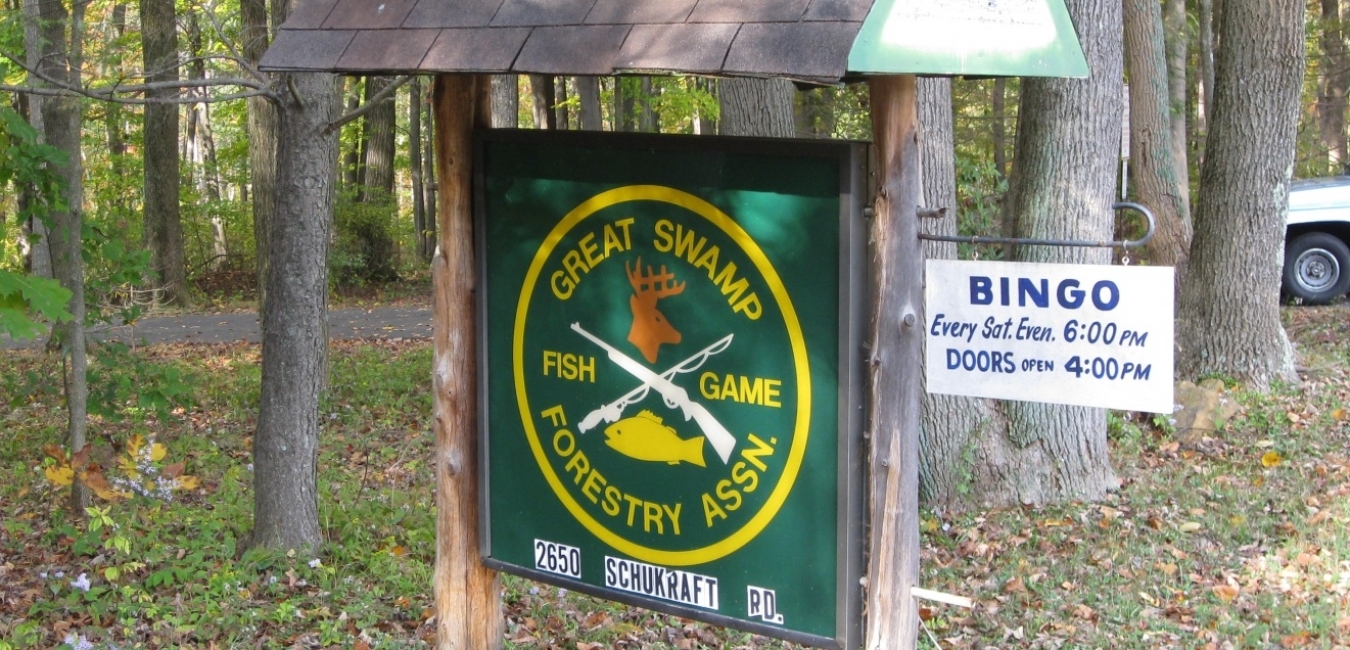 GREAT SWAMP
FISH GAME
FORESTRY ASSN.
2650 SCHUKRAFT RD.
BINGO
Every Sat. Even. 6:00 PM
DOORS OPEN 4:00 PM